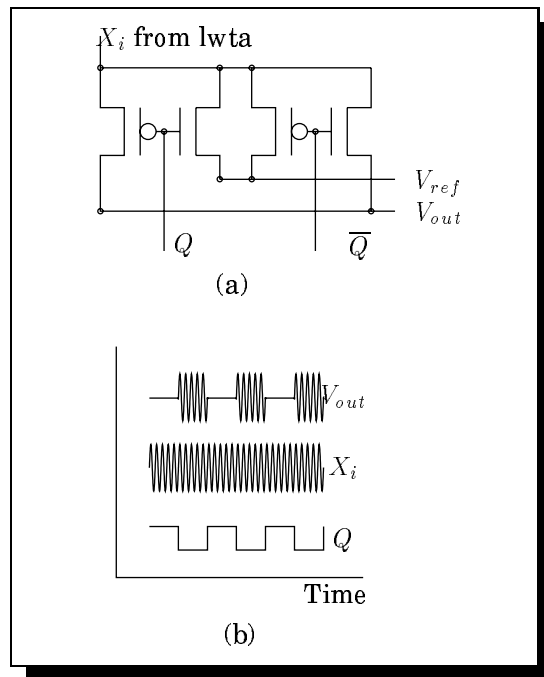 X_i from lwta
V_ref
V_out
Q Q̅
(a)
V_out
X_i
Q
Time
(b)